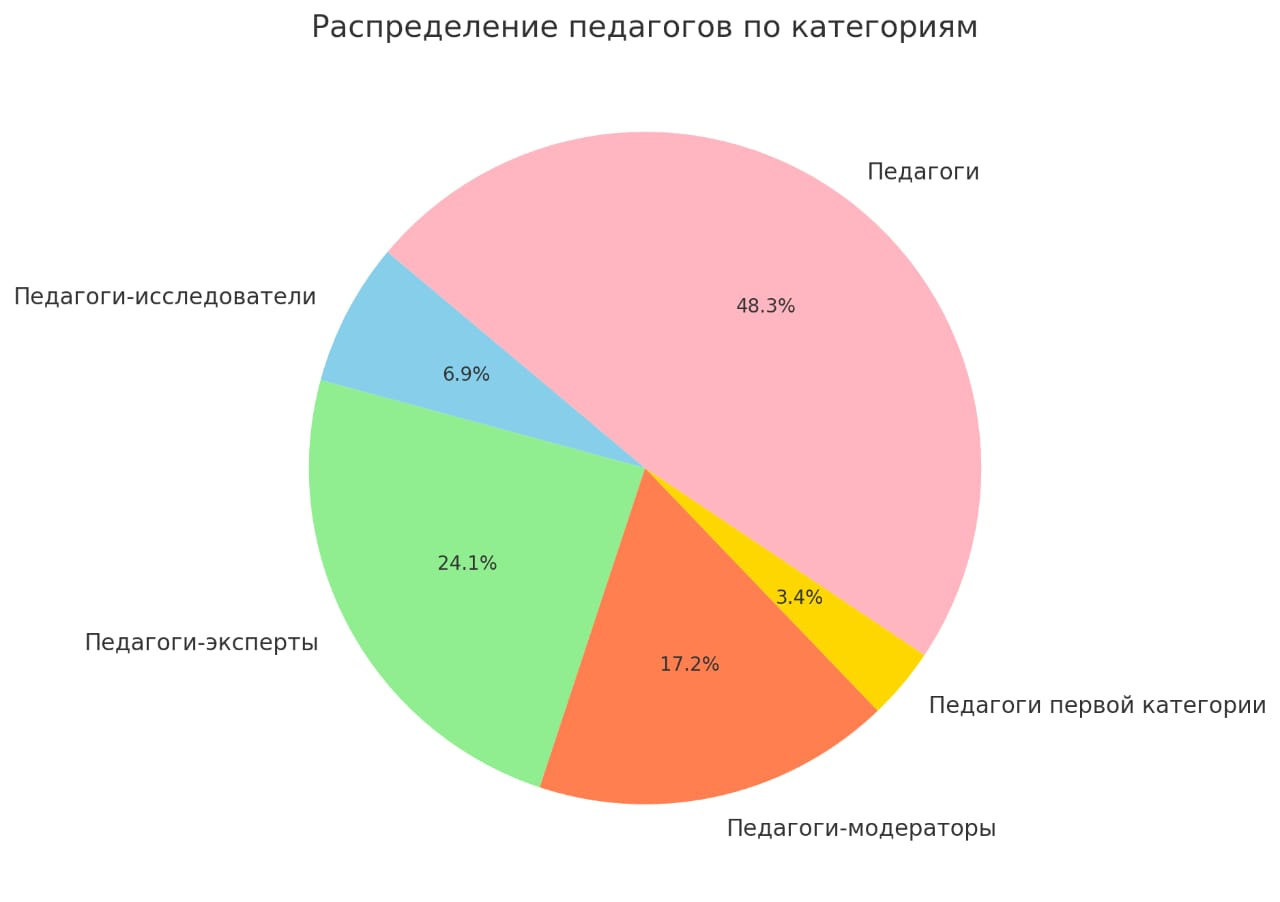 Распределение педагогов по категориям
Педагоги
48.3%
Педагоги-исследователи
6.9%
24.1%
3.4%
Педагоги-эксперты
17.2%
Педагоги первой категории
Педагоги-модераторы